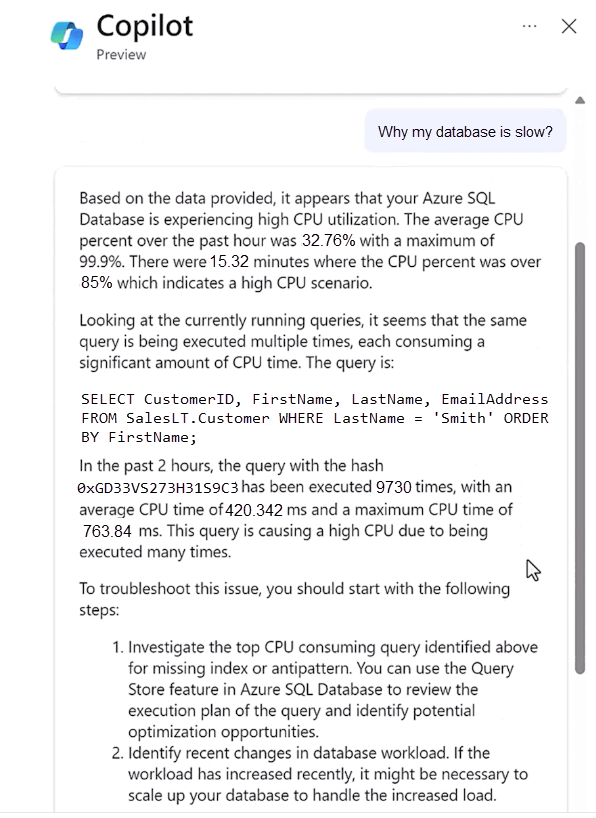 Copilot
Preview
Why my database is slow?
Based on the data provided, it appears that your Azure SQL
Database is experiencing high CPU utilization. The average CPU
percent over the past hour was 32.76% with a maximum of
99.9%. There were 15.32 minutes where the CPU percent was over
85% which indicates a high CPU scenario.
Looking at the currently running queries, it seems that the same
query is being executed multiple times, each consuming a
significant amount of CPU time. The query is:
SELECT CustomerID, FirstName, LastName, EmailAddress
FROM SalesLT.Customer WHERE LastName = 'Smith' ORDER
BY FirstName;
In the past 2 hours, the query with the hash
0xGD33VS273H31S9C3 has been executed 9730 times, with an
average CPU time of 420.342 ms and a maximum CPU time of
763.84 ms. This query is causing a high CPU due to being
executed many times.
To troubleshoot this issue, you should start with the following
steps:
1. Investigate the top CPU consuming query identified above
for missing index or antipattern. You can use the Query
Store feature in Azure SQL Database to review the
execution plan of the query and identify potential
optimization opportunities.
2. Identify recent changes in database workload. If the
workload has increased recently, it might be necessary to
scale up your database to handle the increased load.